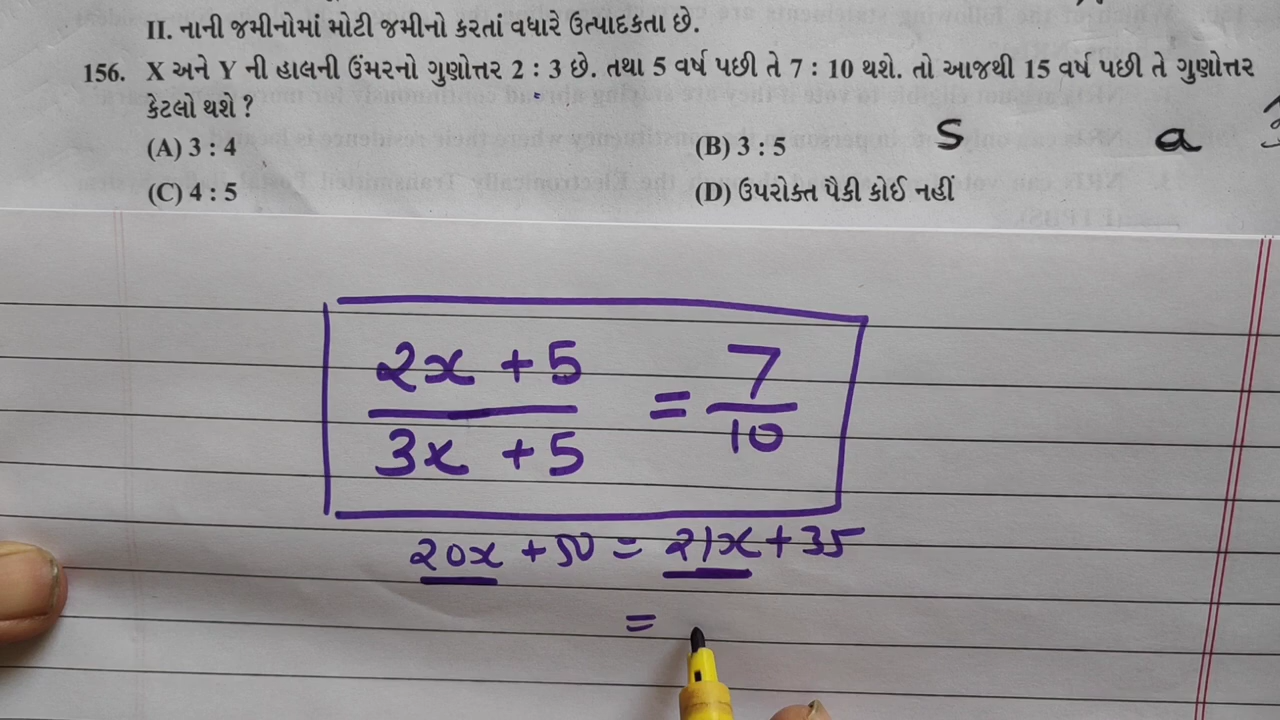 II. નાની જમીનોમાં મોટી જમીનો કરતાં વધારે ઉત્પાદકતા છે.
156. X અને Y ની હાલની ઉંમરનો ગુણોત્તર 2 : 3 છે. તથા 5 વર્ષ પછી તે 7 : 10 થશે. તો આજથી 15 વર્ષ પછી તે ગુણોત્તર
કેટલો થશે ?
(A) 3 : 4 (B) 3 : 5
s a
(C) 4 : 5 (D) ઉપરોક્ત પૈકી કોઈ નહીં
2x + 5
= 7
3x + 5
10
20x + 50 = 21x + 35
=